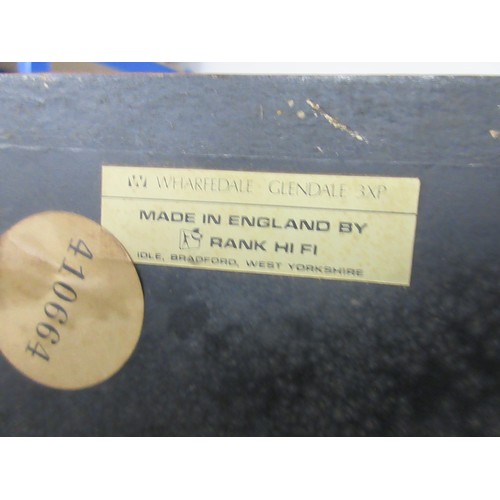 WHARFEDALE GLENDALE 3XP
MADE IN ENGLAND BY
RANK HI FI
IDLE, BRADFORD, WEST YORKSHIRE
410664